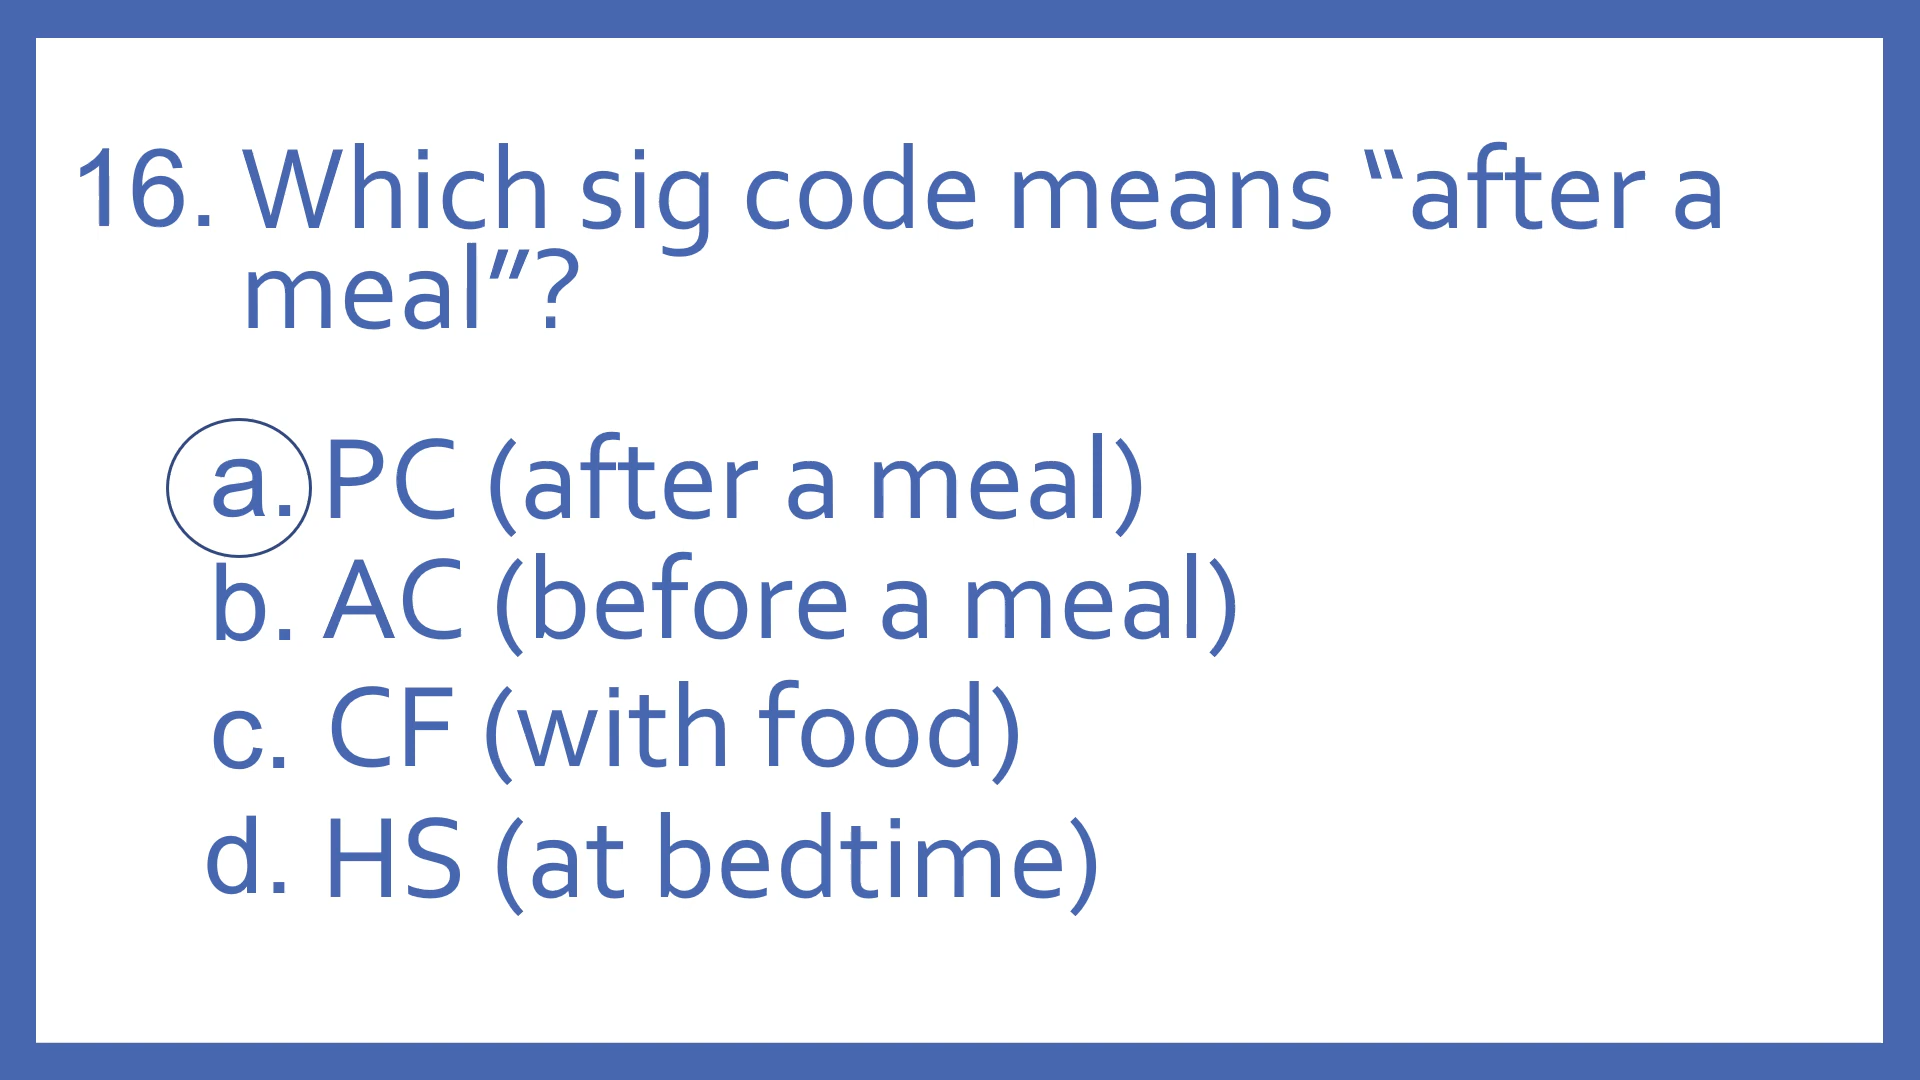 16. Which sig code means “after a
meal”?
a. PC (after a meal)
b. AC (before a meal)
c. CF (with food)
d. HS (at bedtime)